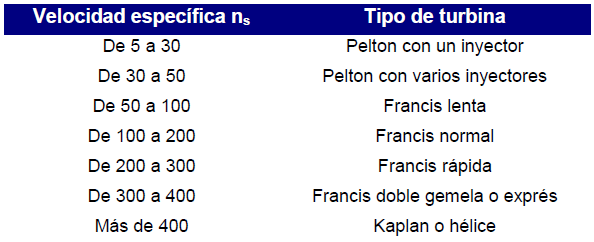 Velocidad específica ns Tipo de turbina
De 5 a 30 Pelton con un inyector
De 30 a 50 Pelton con varios inyectores
De 50 a 100 Francis lenta
De 100 a 200 Francis normal
De 200 a 300 Francis rápida
De 300 a 400 Francis doble gemela o exprés
Más de 400 Kaplan o hélice